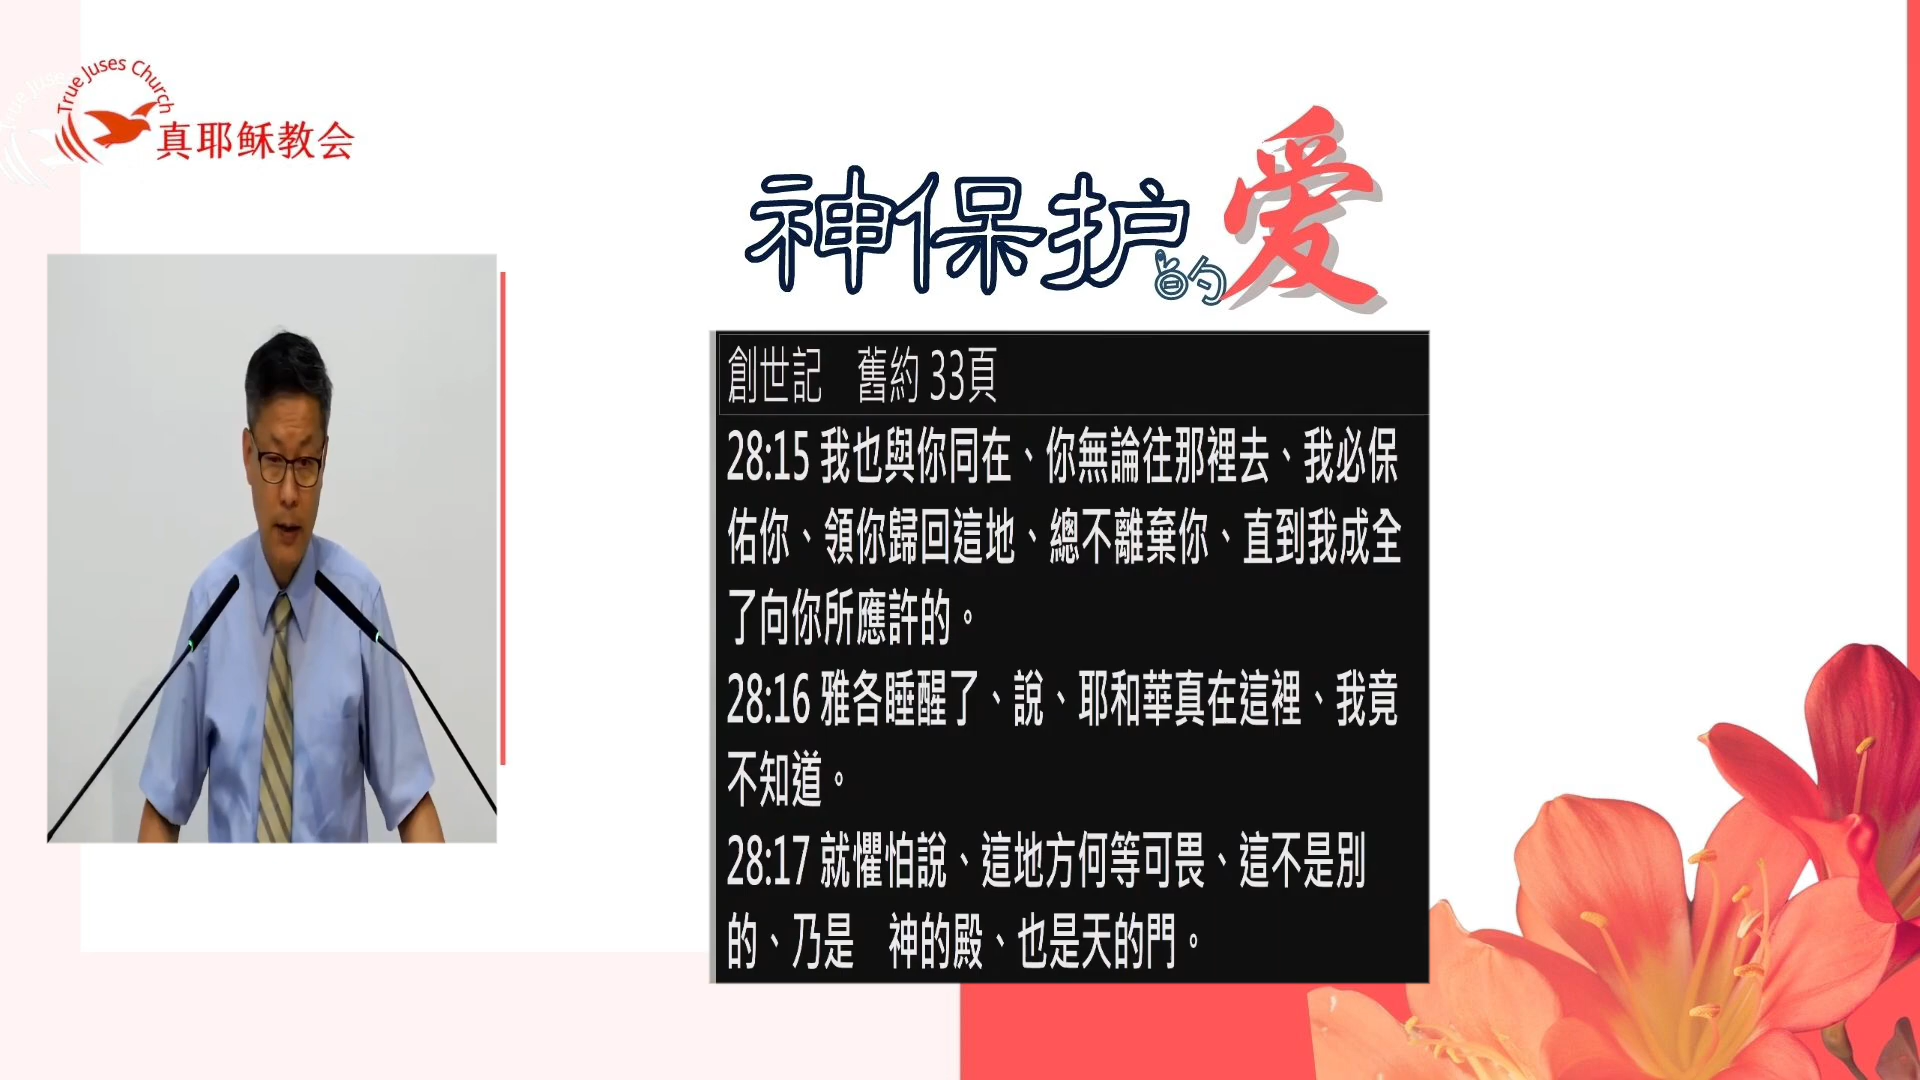 True Juses Church
真耶稣教会
神保护的爱
創世記　舊約 33頁
28:15 我也與你同在、你無論往那裡去、我必保
佑你、領你歸回這地、總不離棄你、直到我成全
了向你所應許的。
28:16 雅各睡醒了、說、耶和華真在這裡、我竟
不知道。
28:17 就懼怕說、這地方何等可畏、這不是別
的、乃是　神的殿、也是天的門。